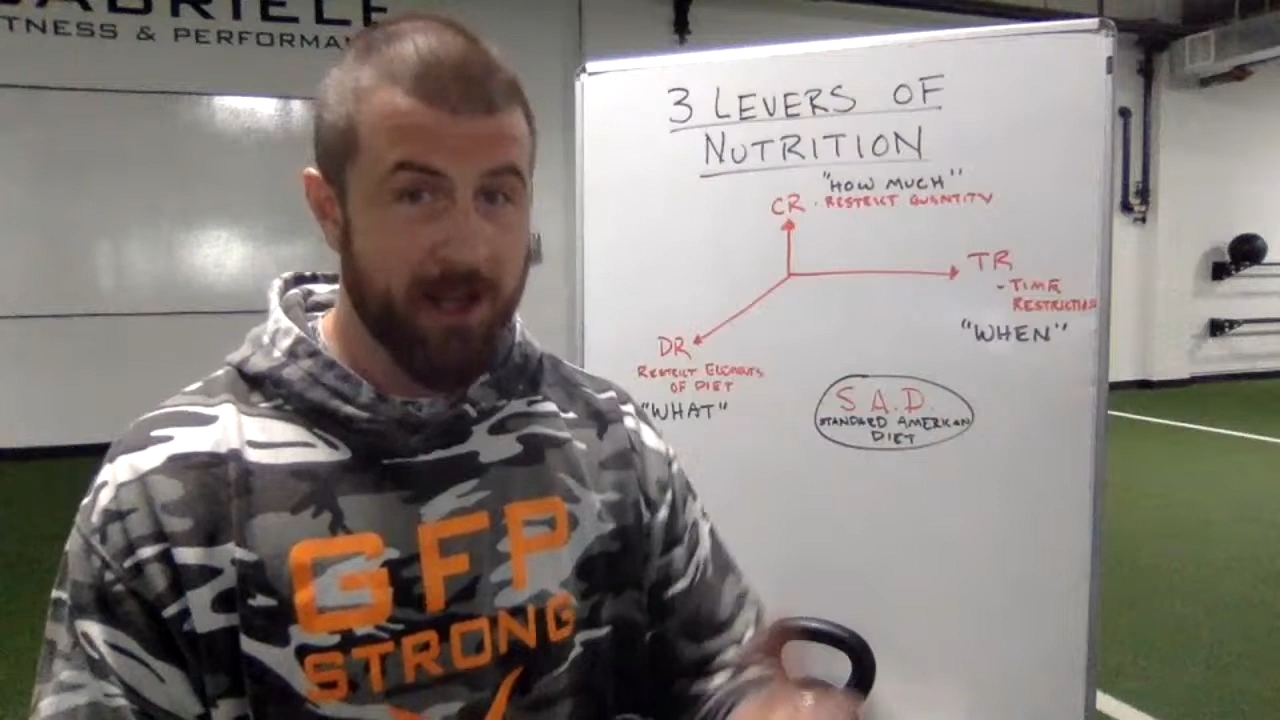 ABRIELE
TNESS & PERFORMA
3 LEVERS OF
NUTRITION
"HOW MUCH"
CR - RESTRICT QUANTITY
TR
- TIME
RESTRICTION
"WHEN"
DR
RESTRICT ELEMENTS
OF DIET
"WHAT"
S.A.D.
STANDARD AMERICAN
DIET
GFP
STRONG